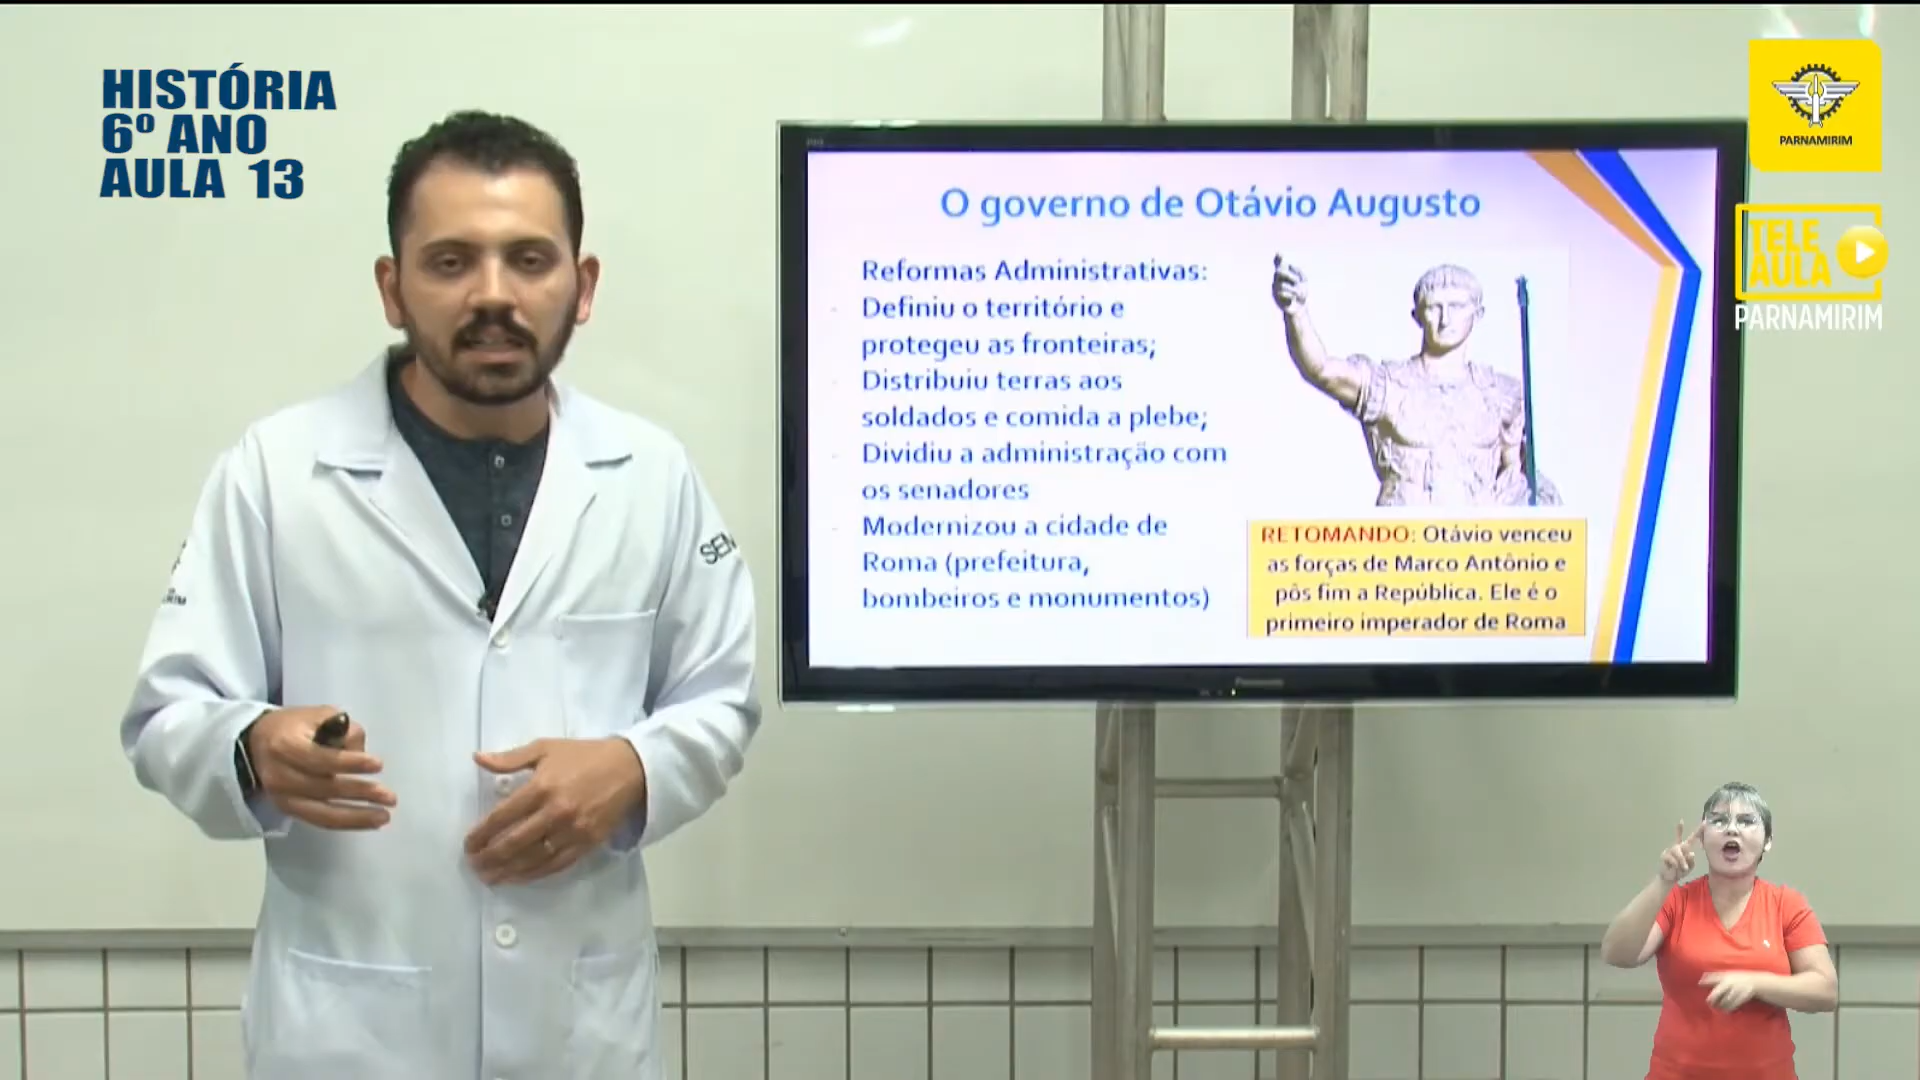 HISTÓRIA
6º ANO
AULA 13
O governo de Otávio Augusto
Reformas Administrativas:
- Definiu o território e
protegeu as fronteiras;
- Distribuiu terras aos
soldados e comida a plebe;
- Dividiu a administração com
os senadores
- Modernizou a cidade de
Roma (prefeitura,
bombeiros e monumentos)
RETOMANDO: Otávio venceu
as forças de Marco Antônio e
pôs fim a República. Ele é o
primeiro imperador de Roma
Panasonic
PARNAMIRIM
TELE
AULA
PARNAMIRIM